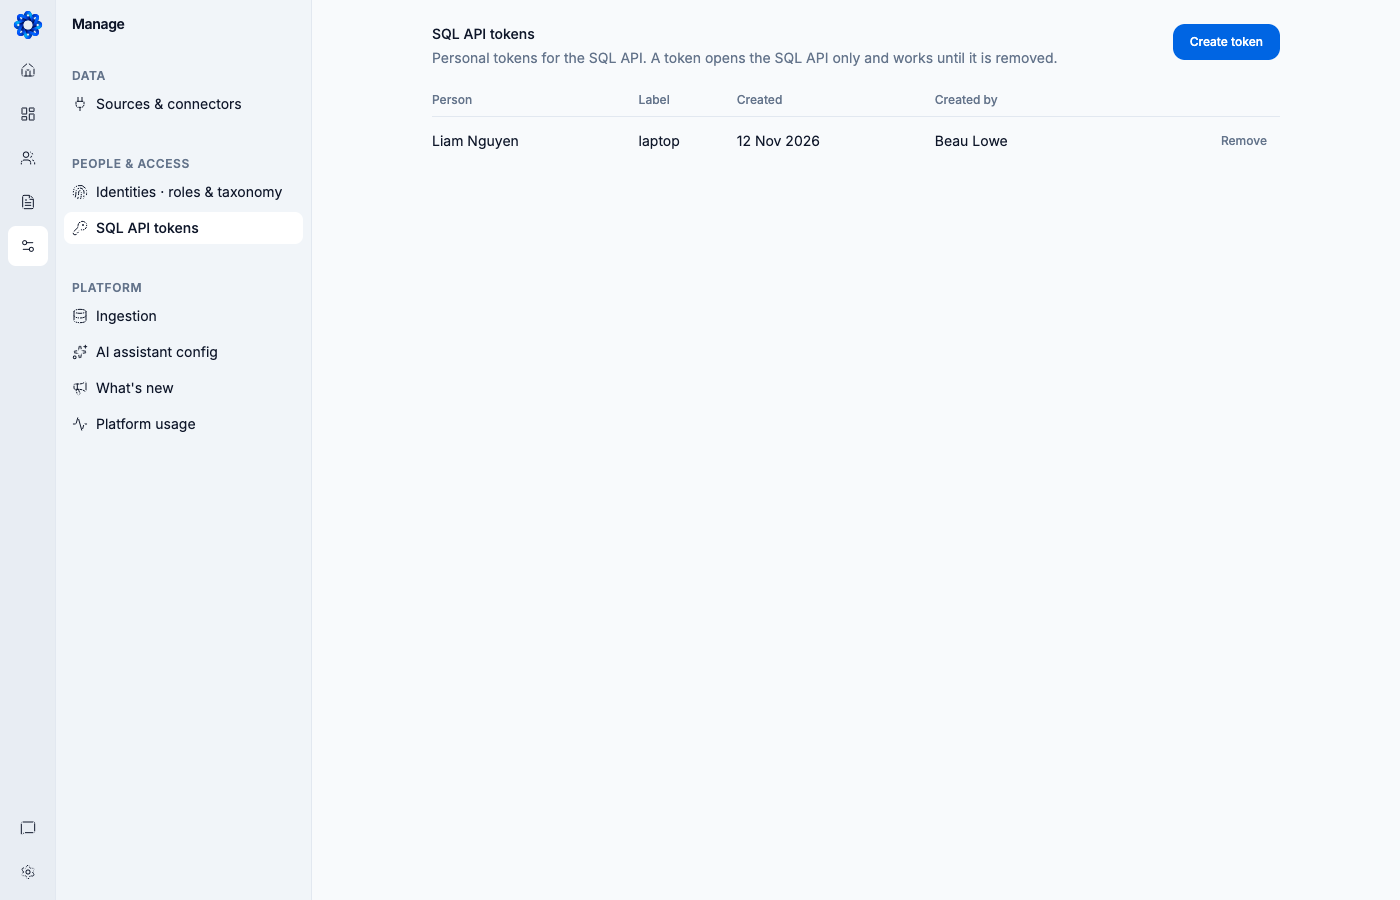 Manage
DATA
Sources & connectors
PEOPLE & ACCESS
Identities · roles & taxonomy
SQL API tokens
PLATFORM
Ingestion
AI assistant config
What's new
Platform usage
SQL API tokens
Create token
Personal tokens for the SQL API. A token opens the SQL API only and works until it is removed.
Person Label Created Created by
Liam Nguyen laptop 12 Nov 2026 Beau Lowe Remove